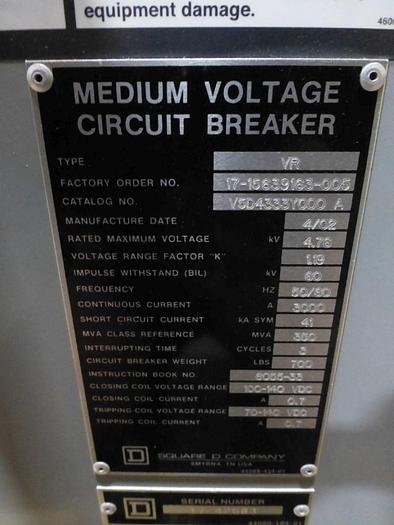 equipment damage.
MEDIUM VOLTAGE
CIRCUIT BREAKER
TYPE VR
FACTORY ORDER NO. 17-15639163-005
CATALOG NO. V5D4333Y000 A
MANUFACTURE DATE 4/02
RATED MAXIMUM VOLTAGE kV 4.76
VOLTAGE RANGE FACTOR "K" 1.19
IMPULSE WITHSTAND (BIL) kV 60
FREQUENCY HZ 50/60
CONTINUOUS CURRENT A 3000
SHORT CIRCUIT CURRENT kA SYM 41
MVA CLASS REFERENCE MVA 350
INTERRUPTING TIME CYCLES 3
CIRCUIT BREAKER WEIGHT LBS 700
INSTRUCTION BOOK NO. 6055-33
CLOSING COIL VOLTAGE RANGE 100-140 VDC
CLOSING COIL CURRENT A 0.7
TRIPPING COIL VOLTAGE RANGE 70-140 VDC
TRIPPING COIL CURRENT A 0.7
D SQUARE D COMPANY
SMYRNA TN USA
D SERIAL NUMBER